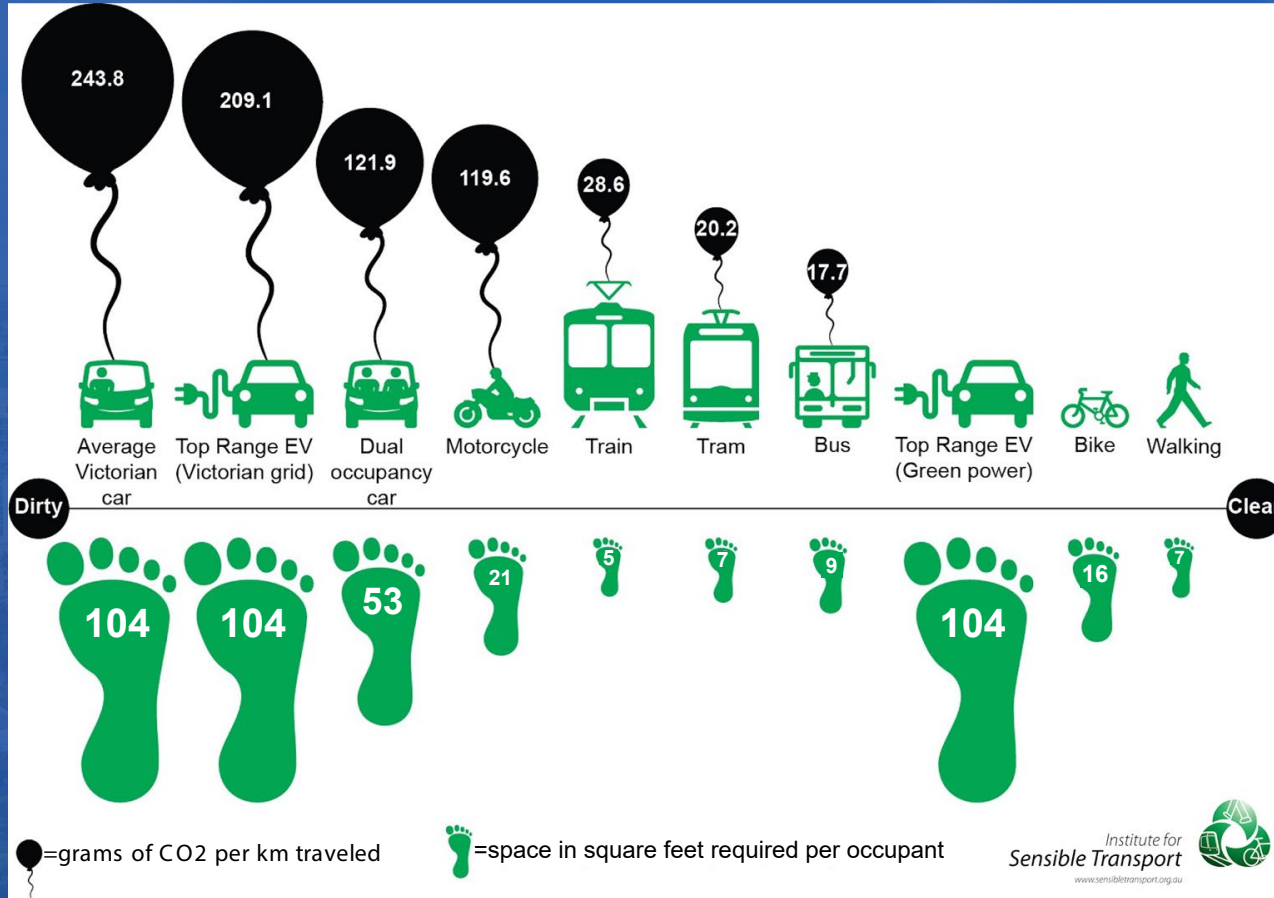 243.8
209.1
121.9
119.6
28.6
20.2
17.7
Average
Victorian
car
Top Range EV
(Victorian grid)
Dual
occupancy
car
Motorcycle
Train
Tram
Bus
Top Range EV
(Green power)
Bike
Walking
Dirty
Clea
104
104
53
21
5
7
9
104
16
7
=grams of CO2 per km traveled
=space in square feet required per occupant
Institute for
Sensible Transport
www.sensibletransport.org.au